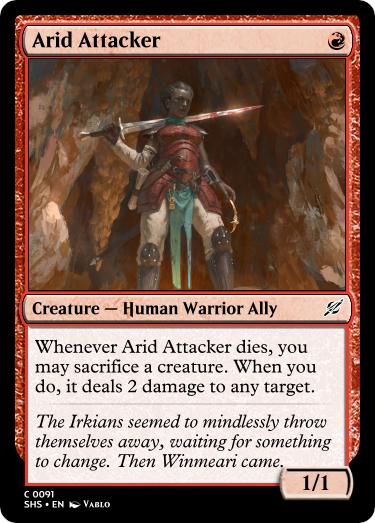 Arid Attacker
Creature — Human Warrior Ally
Whenever Arid Attacker dies, you
may sacrifice a creature. When you
do, it deals 2 damage to any target.
The Irkians seemed to mindlessly throw
themselves away, waiting for something
to change. Then Winmeari came.
1/1
C 0091
SHS • EN Vablo